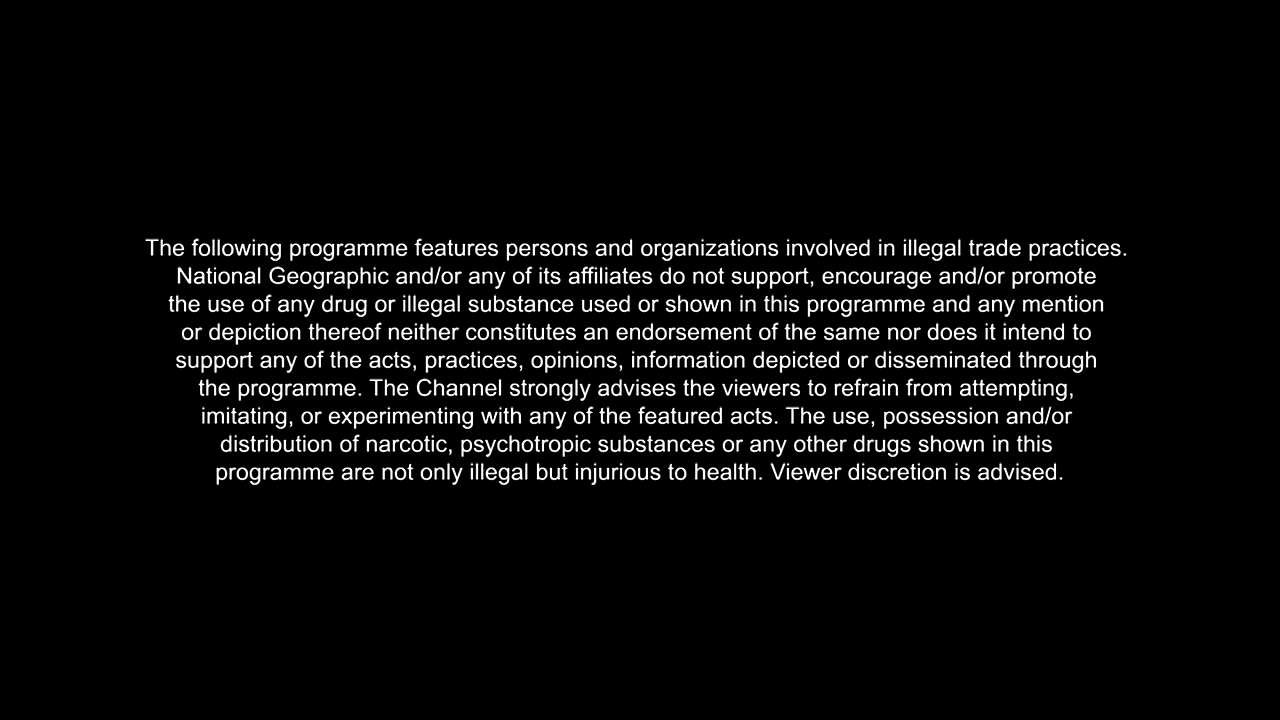 The following programme features persons and organizations involved in illegal trade practices.
National Geographic and/or any of its affiliates do not support, encourage and/or promote
the use of any drug or illegal substance used or shown in this programme and any mention
or depiction thereof neither constitutes an endorsement of the same nor does it intend to
support any of the acts, practices, opinions, information depicted or disseminated through
the programme. The Channel strongly advises the viewers to refrain from attempting,
imitating, or experimenting with any of the featured acts. The use, possession and/or
distribution of narcotic, psychotropic substances or any other drugs shown in this
programme are not only illegal but injurious to health. Viewer discretion is advised.